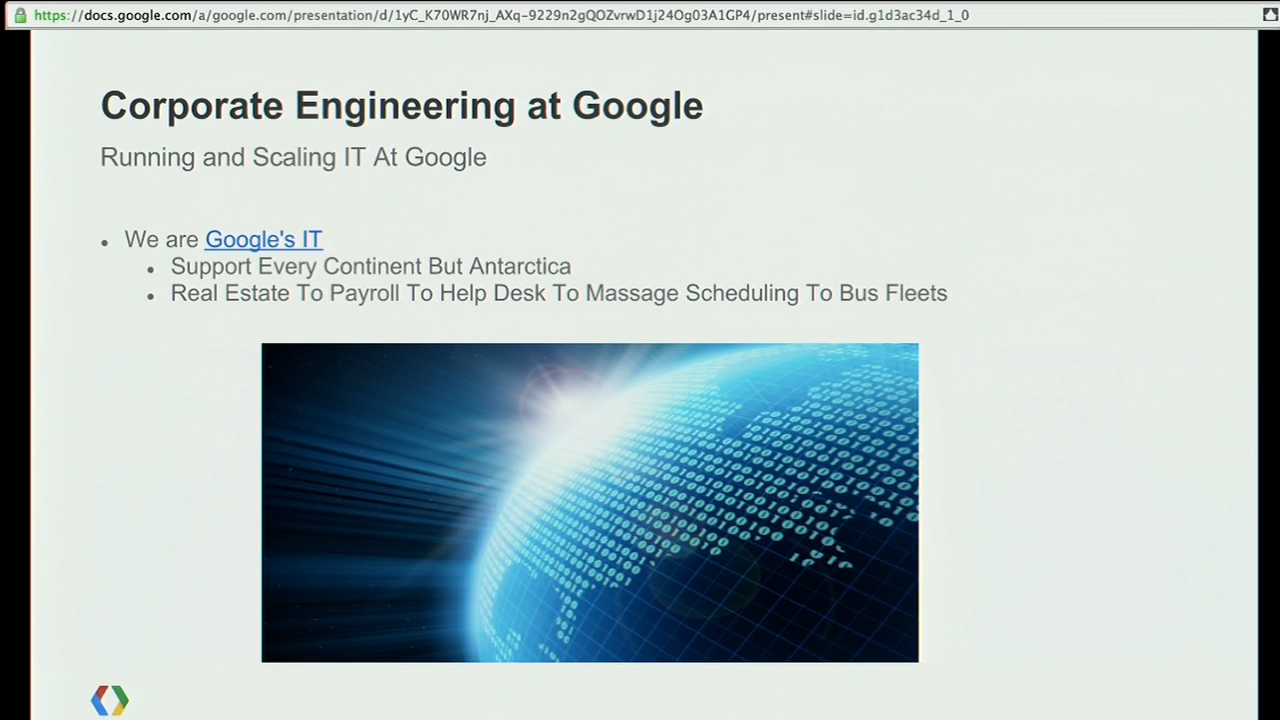 https://docs.google.com/a/google.com/presentation/d/1yC_K70WR7nj_AXq-9229n2gQOZvrwD1j24Og03A1GP4/present#slide=id.g1d3ac34d_1_0
Corporate Engineering at Google
Running and Scaling IT At Google
• We are Google's IT
• Support Every Continent But Antarctica
• Real Estate To Payroll To Help Desk To Massage Scheduling To Bus Fleets